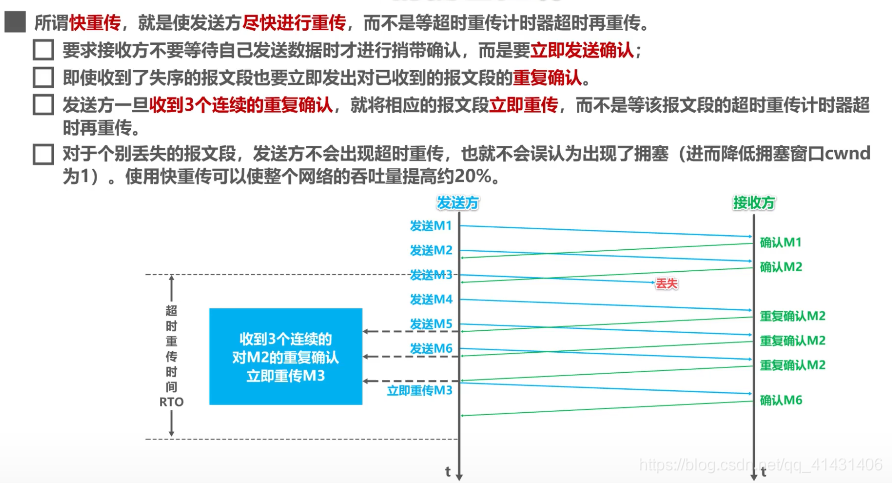 所谓快重传，就是使发送方尽快进行重传，而不是等超时重传计时器超时再重传。
要求接收方不要等待自己发送数据时才进行捎带确认，而是要立即发送确认；
即使收到了失序的报文段也要立即发出对已收到的报文段的重复确认。
发送方一旦收到3个连续的重复确认，就将相应的报文段立即重传，而不是等该报文段的超时重传计时器超
时再重传。
对于个别丢失的报文段，发送方不会出现超时重传，也就不会误认为出现了拥塞（进而降低拥塞窗口cwnd
为1）。使用快重传可以使整个网络的吞吐量提高约20%。
发送方
接收方
发送M1
确认M1
发送M2
确认M2
发送M3
丢失
发送M4
重复确认M2
发送M5
重复确认M2
发送M6
重复确认M2
立即重传M3
确认M6
超时重传时间
RTO
收到3个连续的
对M2的重复确认
立即重传M3
t
t
https://blog.csdn.net/qq_41431406